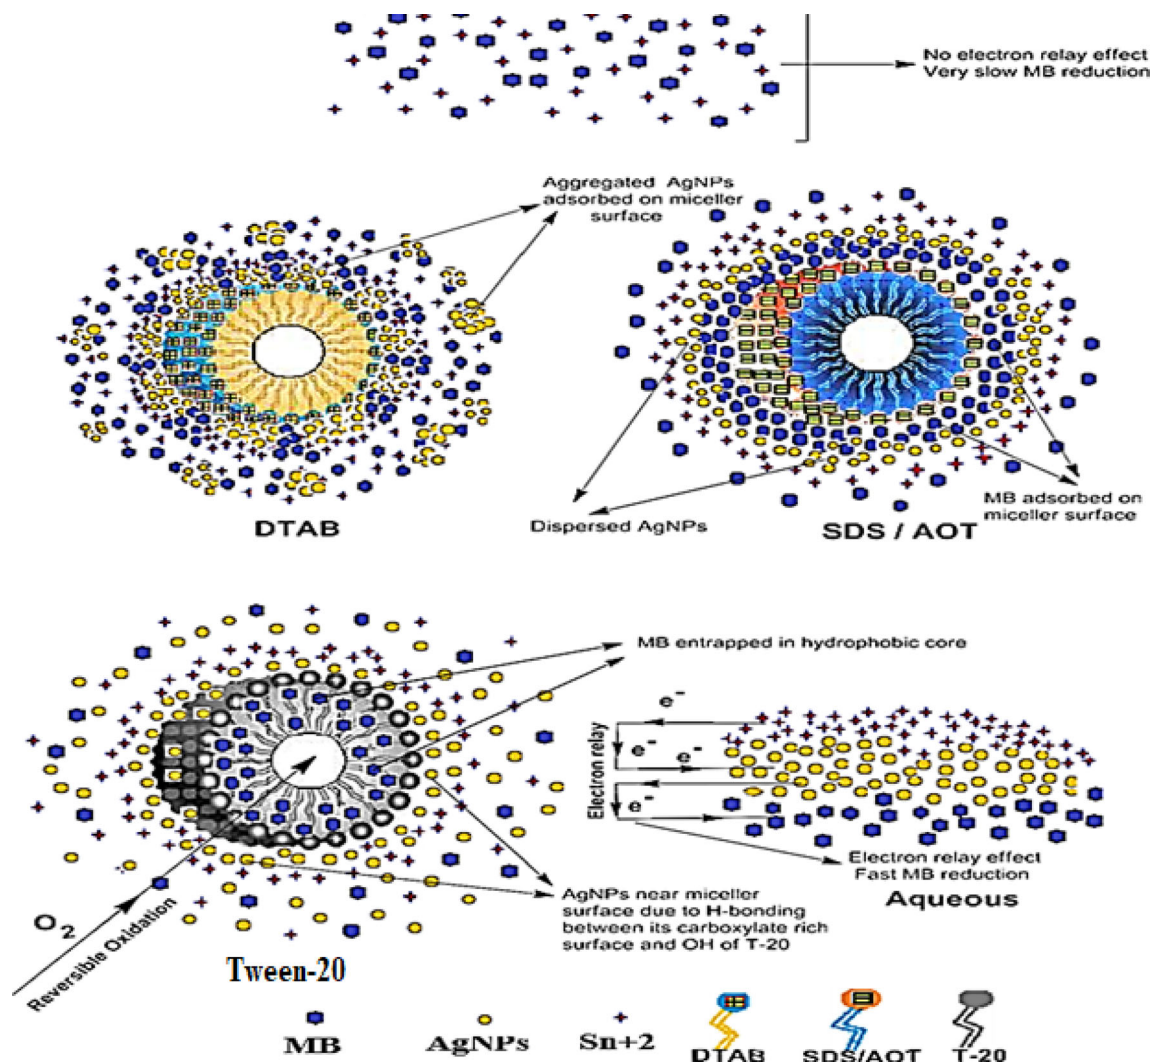 No electron relay effect
Very slow MB reduction
Aggregated AgNPs
adsorbed on miceller
surface
DTAB
Dispersed AgNPs
MB adsorbed on
miceller surface
SDS / AOT
MB entrapped in hydrophobic core
e-
e-
e-
e-
Electron relay
Electron relay effect
Fast MB reduction
Aqueous
AgNPs near miceller
surface due to H-bonding
between its carboxylate rich
surface and OH of T-20
O2
Reversible Oxidation
Tween-20
MB
AgNPs
Sn+2
DTAB
SDS/AOT
T-20